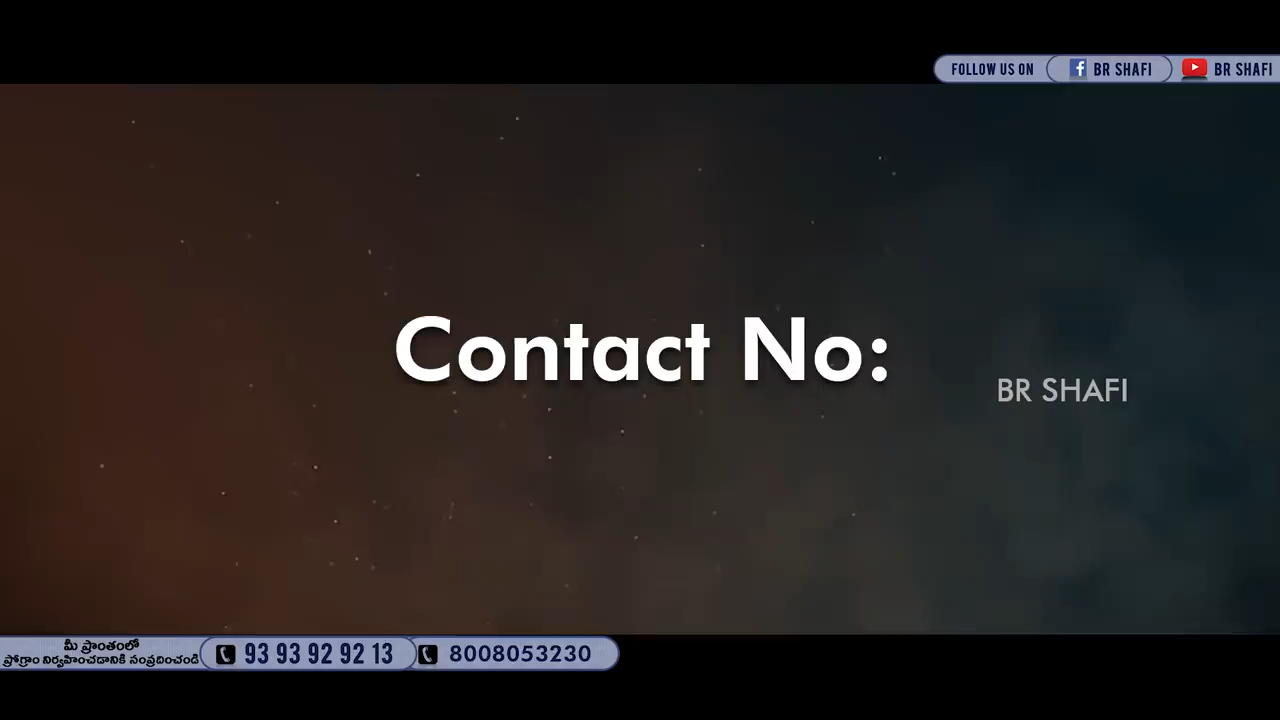 FOLLOW US ON BR SHAFI BR SHAFI
Contact No:
BR SHAFI
మీ ప్రాంతంలో
ప్రోగ్రాం నిర్వహించడానికి సంప్రదించండి
93 93 92 92 13 8008053230